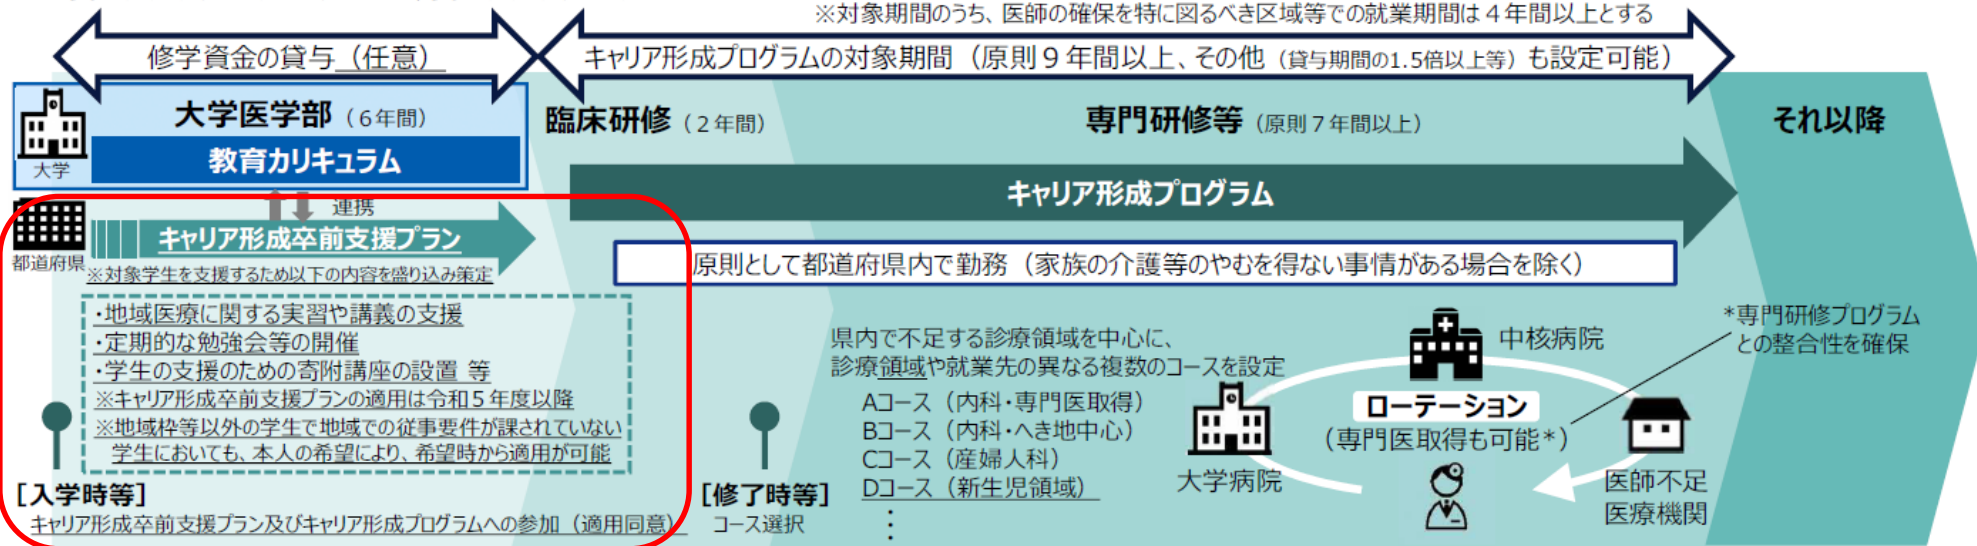 ※対象期間のうち、医師の確保を特に図るべき区域等での就業期間は４年間以上とする
修学資金の貸与（任意）
キャリア形成プログラムの対象期間（原則９年間以上、その他（貸与期間の1.5倍以上等）も設定可能）
大学
大学医学部（６年間）
教育カリキュラム
臨床研修（２年間）
専門研修等（原則７年間以上）
それ以降
キャリア形成プログラム
連携
都道府県
キャリア形成卒前支援プラン
※対象学生を支援するため以下の内容を盛り込み策定
・地域医療に関する実習や講義の支援
・定期的な勉強会等の開催
・学生の支援のための寄附講座の設置 等
※キャリア形成卒前支援プランの適用は令和５年度以降
※地域枠等以外の学生で地域での従事要件が課されていない
学生においても、本人の希望により、希望時から適用が可能
[入学時等]
キャリア形成卒前支援プラン及びキャリア形成プログラムへの参加（適用同意）
原則として都道府県内で勤務（家族の介護等のやむを得ない事情がある場合を除く）
県内で不足する診療領域を中心に、
診療領域や就業先の異なる複数のコースを設定
Aコース（内科・専門医取得）
Bコース（内科・へき地中心）
Cコース（産婦人科）
Dコース（新生児領域）
：
[修了時等]
コース選択
中核病院
*専門研修プログラム
との整合性を確保
ローテーション
（専門医取得も可能*）
大学病院
医師不足
医療機関